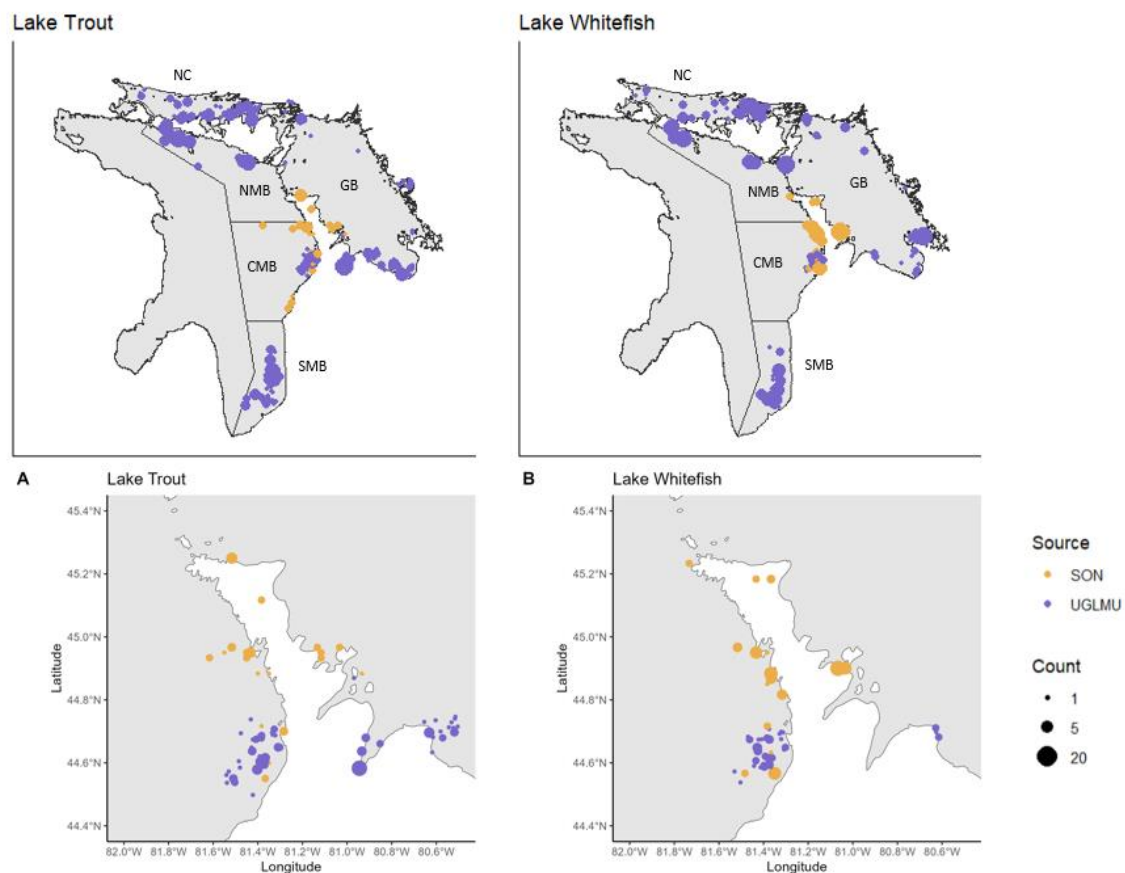 Lake Trout
Lake Whitefish
NC
NMB
GB
CMB
SMB
NC
NMB
GB
CMB
SMB
A
Lake Trout
45.4°N
45.2°N
45.0°N
44.8°N
44.6°N
44.4°N
Latitude
82.0°W 81.8°W 81.6°W 81.4°W 81.2°W 81.0°W 80.8°W 80.6°W
Longitude
B
Lake Whitefish
45.4°N
45.2°N
45.0°N
44.8°N
44.6°N
44.4°N
Latitude
82.0°W 81.8°W 81.6°W 81.4°W 81.2°W 81.0°W 80.8°W 80.6°W
Longitude
Source
SON
UGLMU
Count
1
5
20